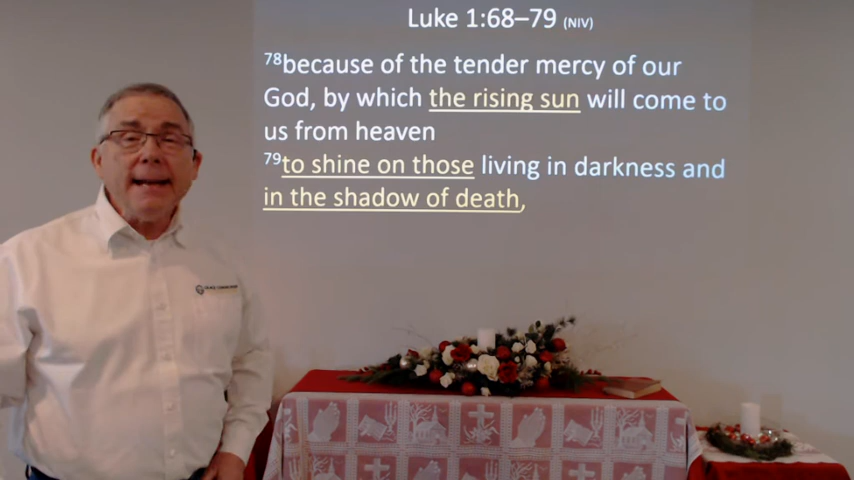 Luke 1:68–79 (NIV)
⁷⁸because of the tender mercy of our
God, by which the rising sun will come to
us from heaven
⁷⁹to shine on those living in darkness and
in the shadow of death,